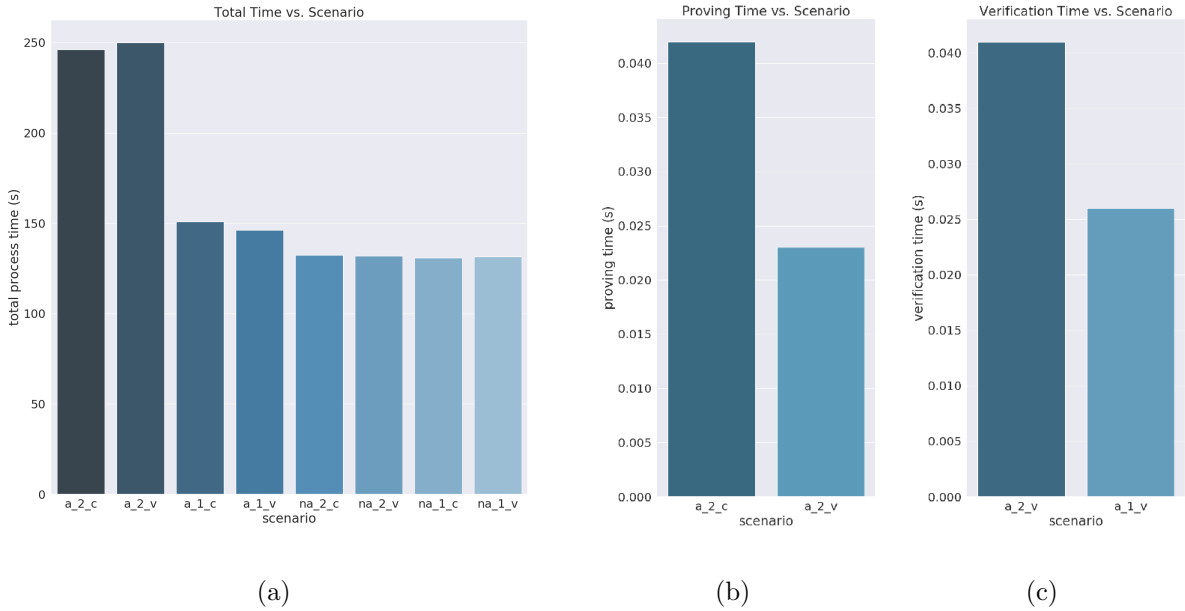 Total Time vs. Scenario
250
200
150
100
50
0
total process time (s)
a_2_c a_2_v a_1_c a_1_v na_2_c na_2_v na_1_c na_1_v
scenario
(a)
Proving Time vs. Scenario
0.040
0.035
0.030
0.025
0.020
0.015
0.010
0.005
0.000
proving time (s)
a_2_c a_2_v
scenario
(b)
Verification Time vs. Scenario
0.040
0.035
0.030
0.025
0.020
0.015
0.010
0.005
0.000
verification time (s)
a_2_v a_1_v
scenario
(c)